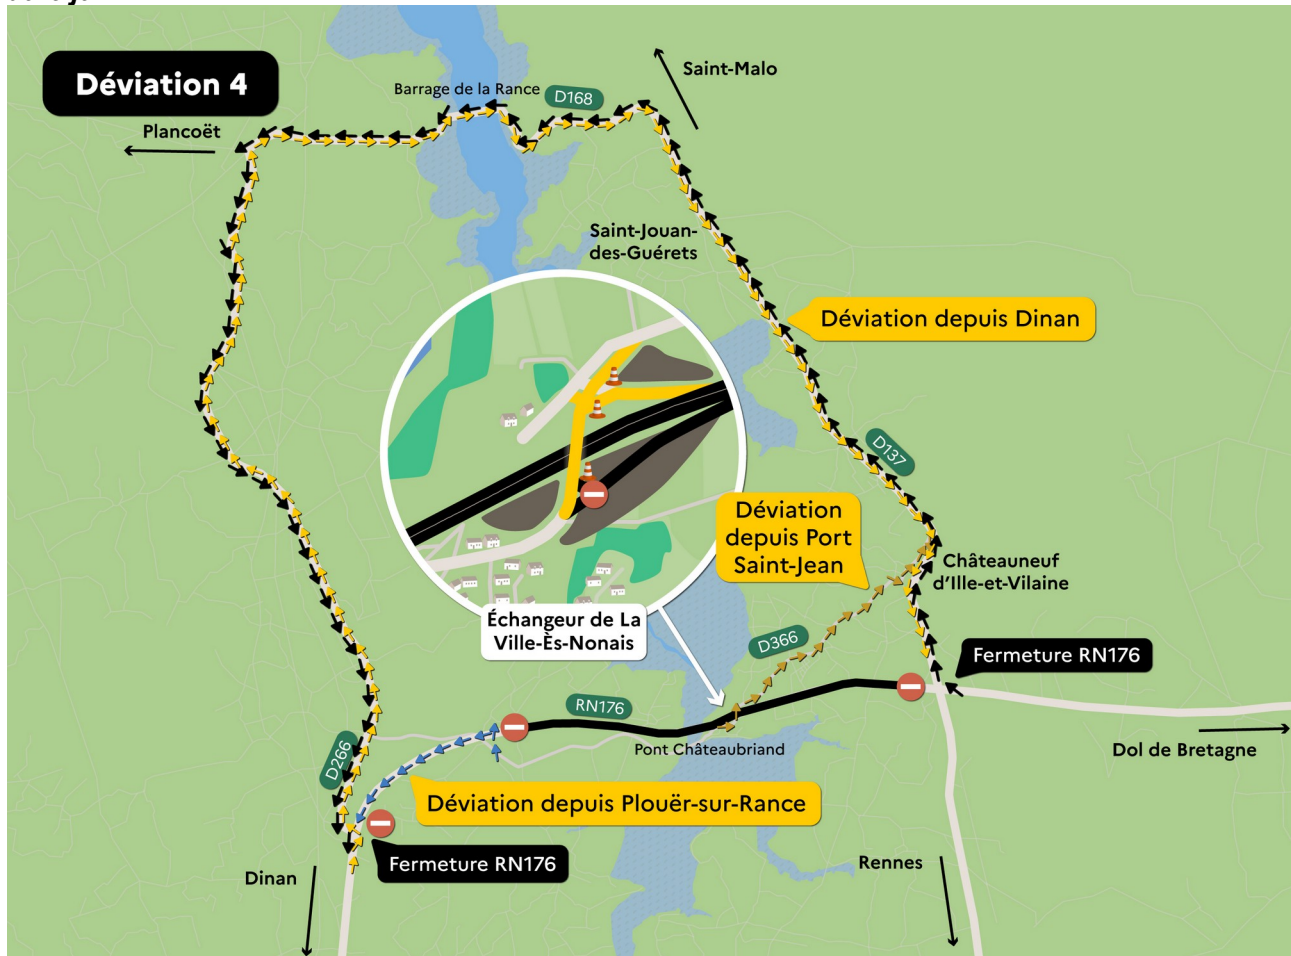 Déviation 4
Saint-Malo
Barrage de la Rance
D168
Plancoët
Saint-Jouan-
des-Guérets
Déviation depuis Dinan
D137
Déviation
depuis Port
Saint-Jean
Châteauneuf
d'Ille-et-Vilaine
Échangeur de La
Ville-Ès-Nonais
D366
Fermeture RN176
RN176
Pont Châteaubriand
Dol de Bretagne
D266
Déviation depuis Plouër-sur-Rance
Fermeture RN176
Rennes
Dinan